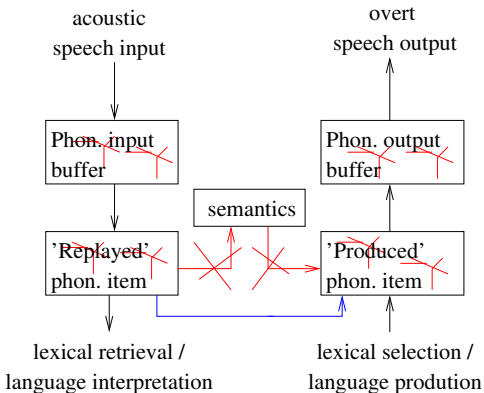 acoustic
speech input
overt
speech output
Phon. input
buffer
Phon. output
buffer
semantics
'Replayed'
phon. item
'Produced'
phon. item
lexical retrieval /
language interpretation
lexical selection /
language prodution